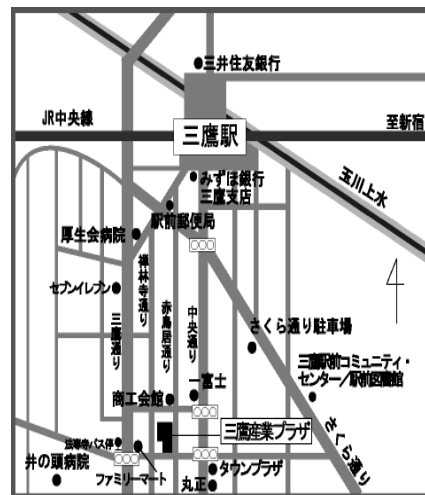 三井住友銀行
JR中央線
三鷹駅
至新宿
玉川上水
みずほ銀行
三鷹支店
駅前郵便局
厚生会病院
禅林寺通り
セブンイレブン
三鷹通り
赤鳥居通り
中央通り
さくら通り駐車場
三鷹駅前コミュニティ・
センター/駅前図書館
一富士
商工会館
三鷹産業プラザ
さくら通り
法専寺バス停
井の頭病院
ファミリーマート
タウンプラザ
丸正